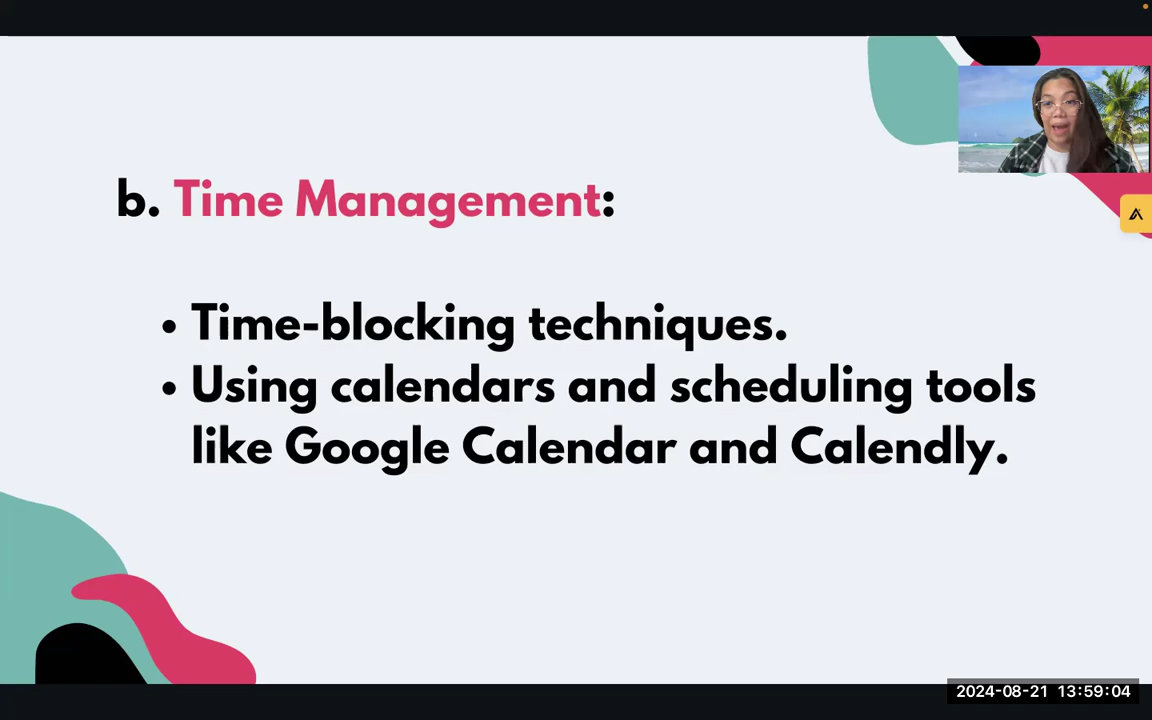 b. Time Management:
• Time-blocking techniques.
• Using calendars and scheduling tools
like Google Calendar and Calendly.
2024-08-21 13:59:04